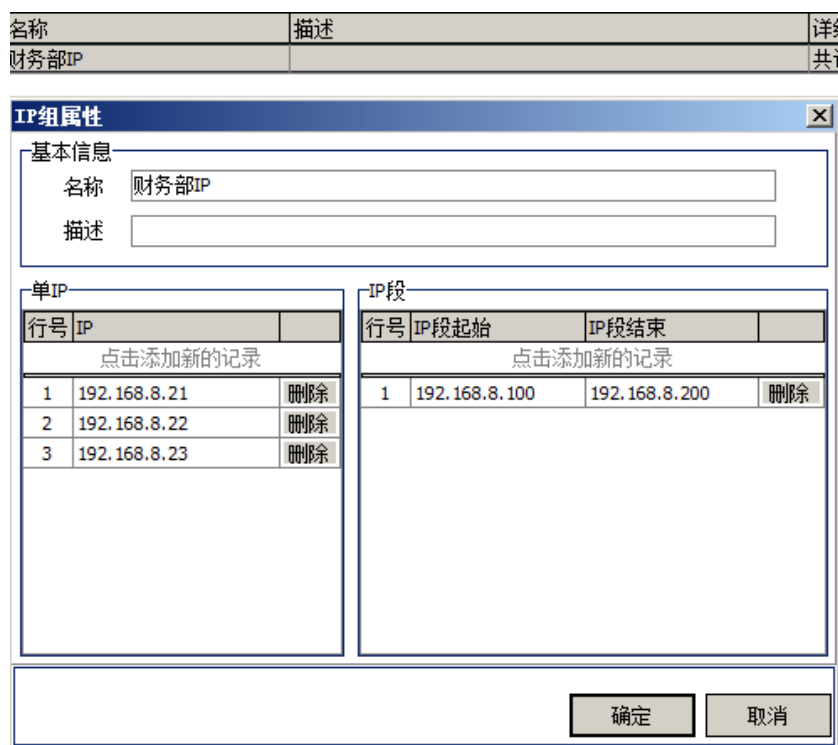 名称 描述
财务部IP
IP组属性
基本信息
名称 财务部IP
描述
单IP
行号 IP
点击添加新的记录
1 192.168.8.21 删除
2 192.168.8.22 删除
3 192.168.8.23 删除
IP段
行号 IP段起始 IP段结束
点击添加新的记录
1 192.168.8.100 192.168.8.200 删除
确定 取消